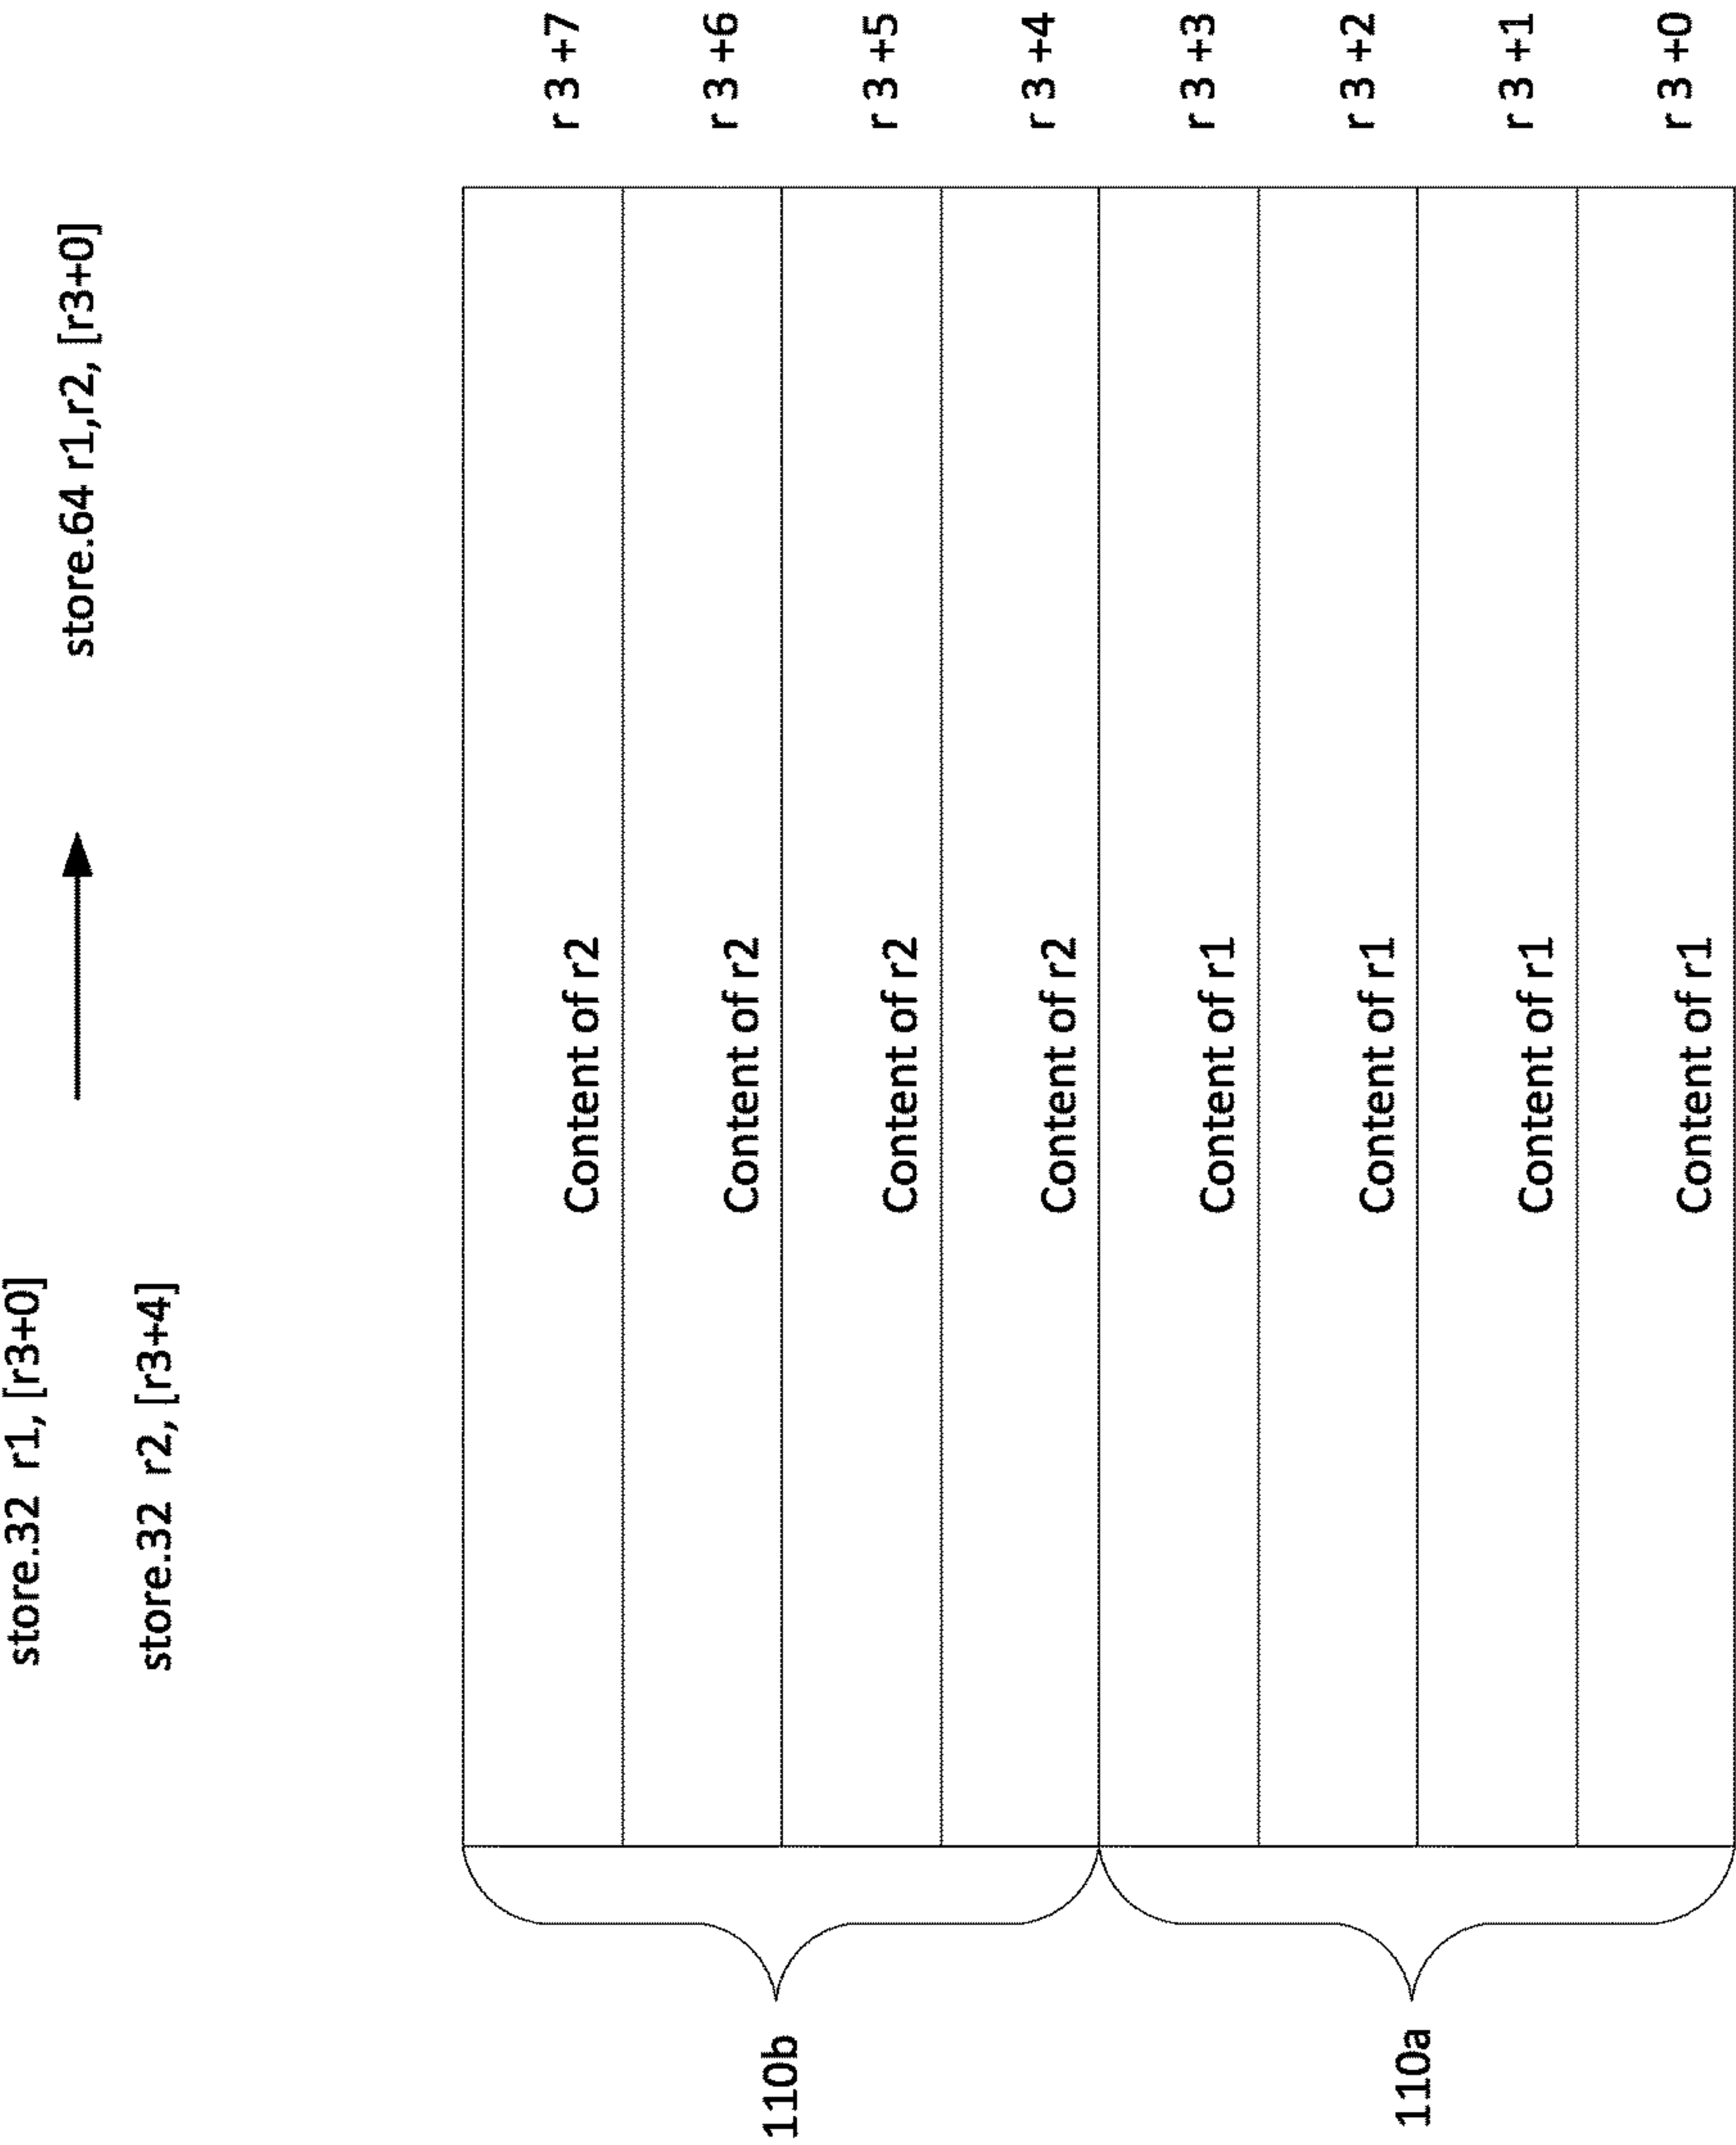 store.32 r1, [r3+0]
store.32 r2, [r3+4]
store.64 r1,r2, [r3+0]
Content of r2 r 3 +7
Content of r2 r 3 +6
110b
Content of r2 r 3 +5
Content of r2 r 3 +4
Content of r1 r 3 +3
Content of r1 r 3 +2
110a
Content of r1 r 3 +1
Content of r1 r 3 +0